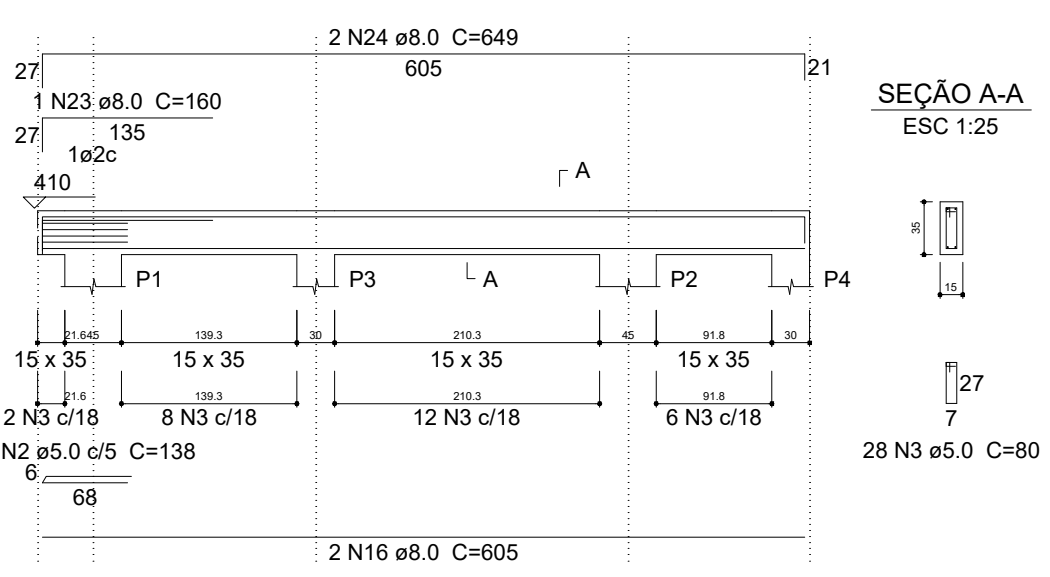 2 N24 ø8.0 C=649
27
605
21
1 N23 ø8.0 C=160
27
135
1ø2c
410
A
A
P1
P3
P2
P4
21.6
45
139.3
30
210.3
45
91.8
30
15 x 35
15 x 35
15 x 35
15 x 35
21.6
139.3
210.3
91.8
2 N3 c/18
8 N3 c/18
12 N3 c/18
6 N3 c/18
N2 ø5.0 c/5 C=138
6
68
2 N16 ø8.0 C=605
SEÇÃO A-A
ESC 1:25
35
15
27
7
28 N3 ø5.0 C=80